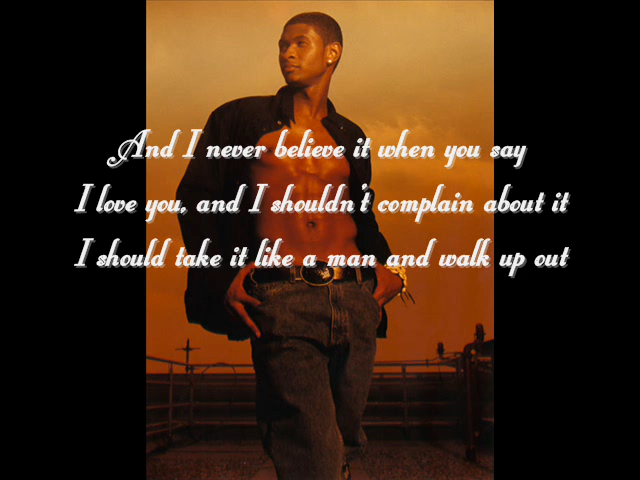 And I never believe it when you say
I love you, and I shouldn't complain about it
I should take it like a man and walk up out